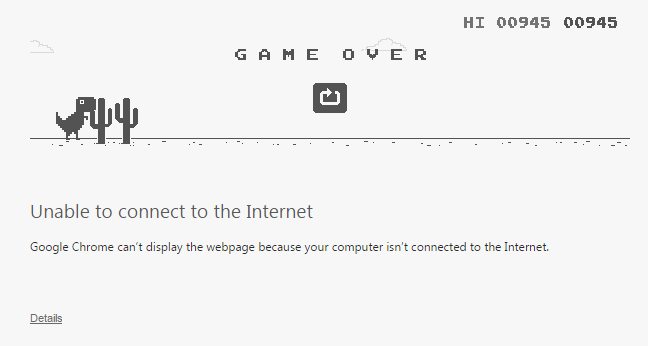 HI 00945 00945
GAME OVER
Unable to connect to the Internet
Google Chrome can't display the webpage because your computer isn't connected to the Internet.
Details